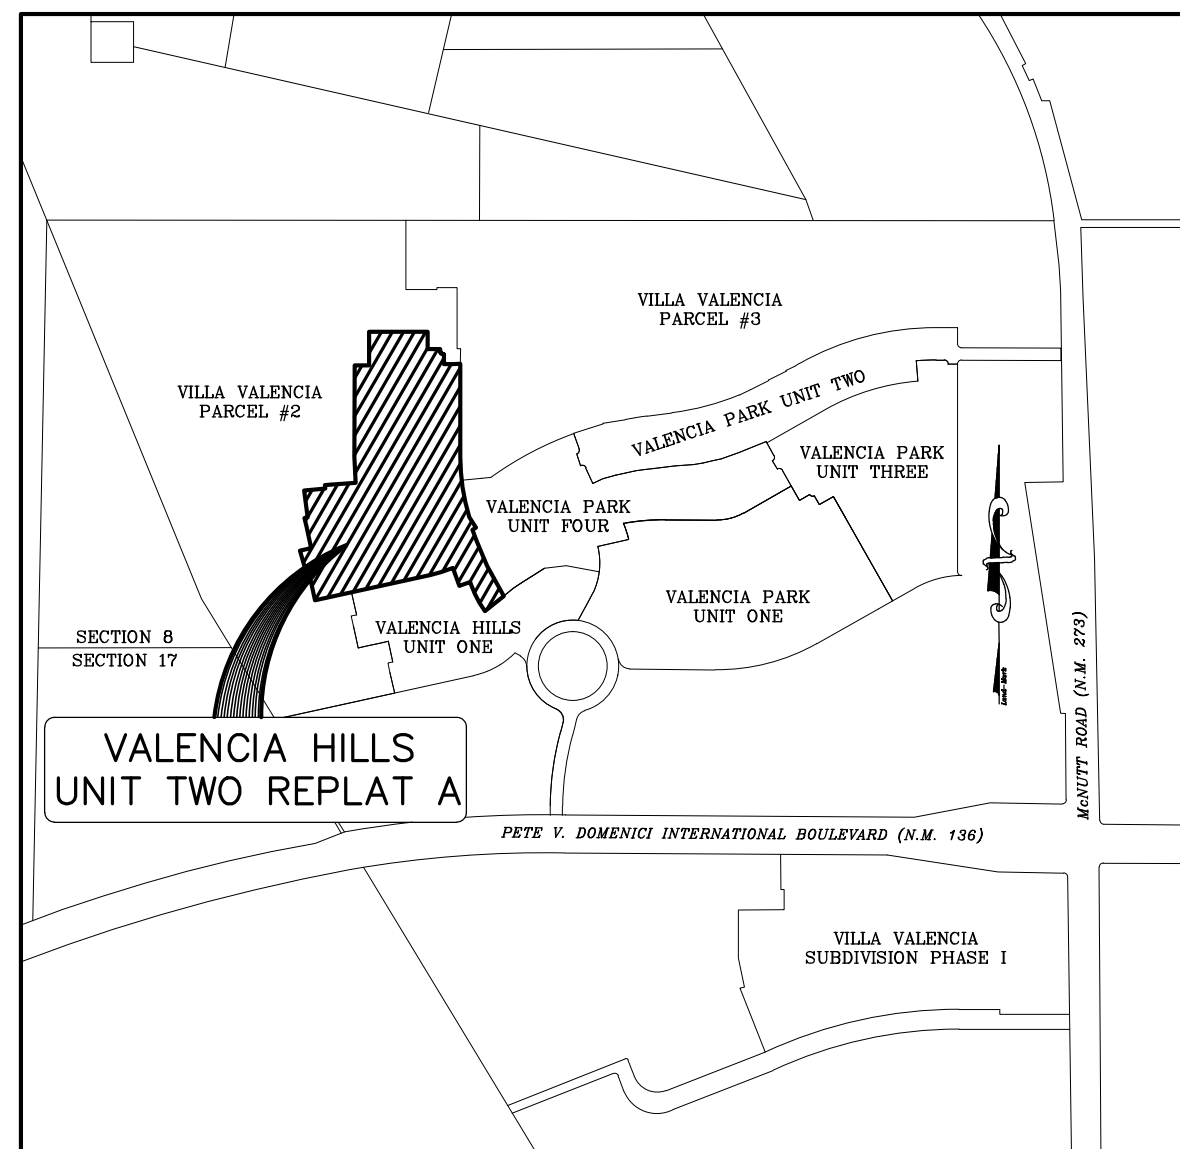 VILLA VALENCIA
PARCEL #3
VILLA VALENCIA
PARCEL #2
VALENCIA PARK UNIT TWO
VALENCIA PARK
UNIT THREE
VALENCIA PARK
UNIT FOUR
VALENCIA PARK
UNIT ONE
VALENCIA HILLS
UNIT ONE
SECTION 8
SECTION 17
Land-Mark
McNUTT ROAD (N.M. 273)
VALENCIA HILLS
UNIT TWO REPLAT A
PETE V. DOMENICI INTERNATIONAL BOULEVARD (N.M. 136)
VILLA VALENCIA
SUBDIVISION PHASE I